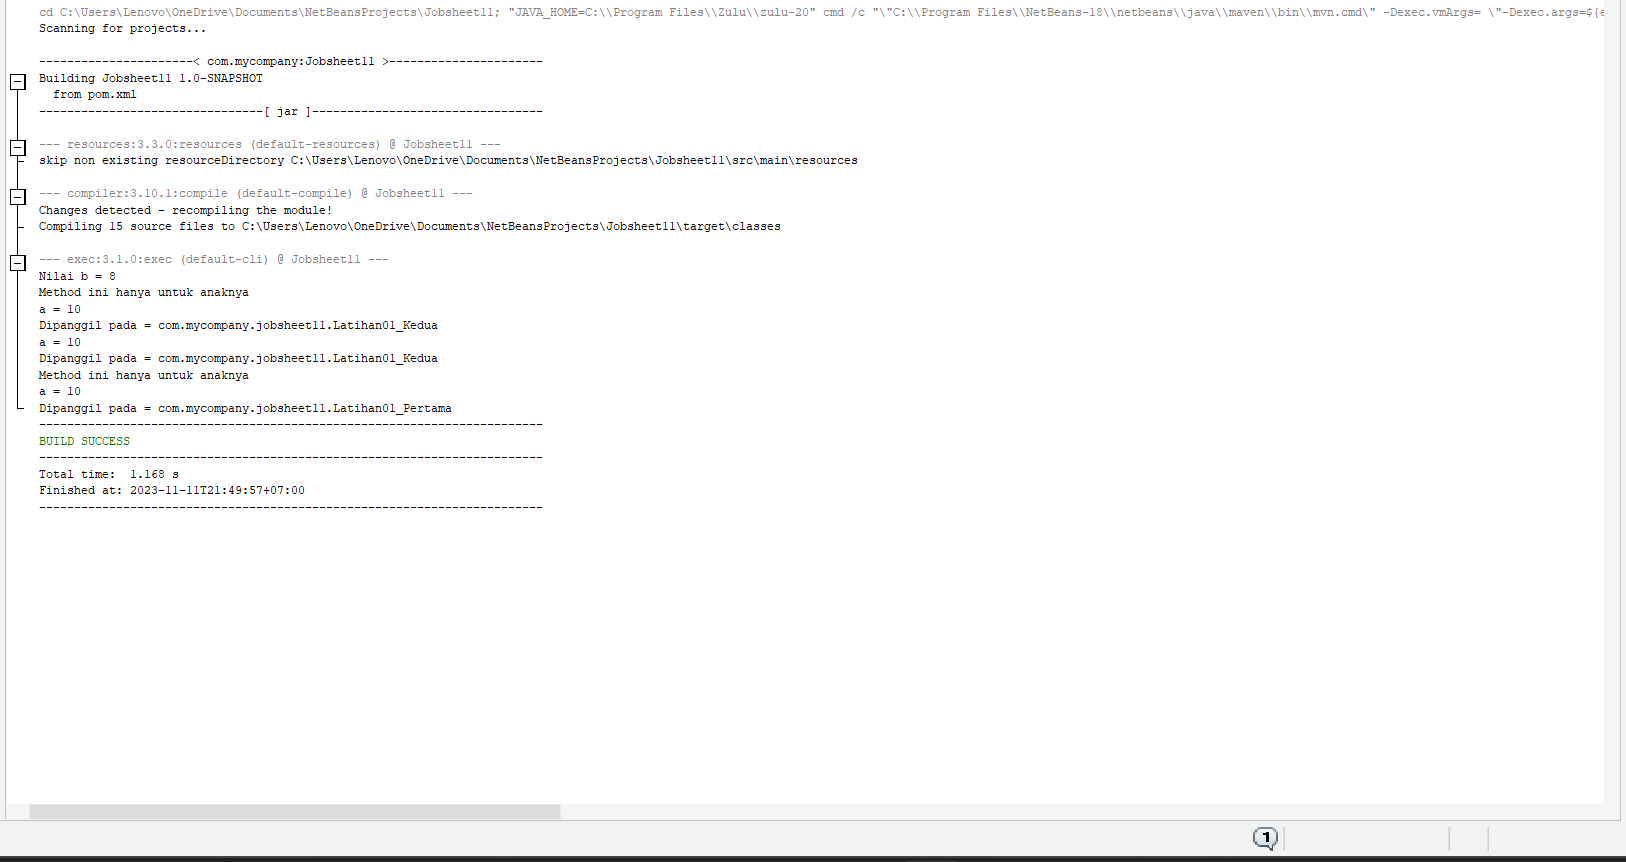 cd C:\Users\Lenovo\OneDrive\Documents\NetBeansProjects\Jobsheet11; "JAVA_HOME=C:\\Program Files\\Zulu\\zulu-20" cmd /c "\"C:\\Program Files\\NetBeans-18\\netbeans\\java\\maven\\bin\\mvn.cmd\" -Dexec.vmArgs= \"-Dexec.args=${e
Scanning for projects...
----------------------< com.mycompany:Jobsheet11 >----------------------
Building Jobsheet11 1.0-SNAPSHOT
  from pom.xml
--------------------------------[ jar ]---------------------------------
--- resources:3.3.0:resources (default-resources) @ Jobsheet11 ---
skip non existing resourceDirectory C:\Users\Lenovo\OneDrive\Documents\NetBeansProjects\Jobsheet11\src\main\resources
--- compiler:3.10.1:compile (default-compile) @ Jobsheet11 ---
Changes detected - recompiling the module!
Compiling 15 source files to C:\Users\Lenovo\OneDrive\Documents\NetBeansProjects\Jobsheet11\target\classes
--- exec:3.1.0:exec (default-cli) @ Jobsheet11 ---
Nilai b = 8
Method ini hanya untuk anaknya
a = 10
Dipanggil pada = com.mycompany.jobsheet11.Latihan01_Kedua
a = 10
Dipanggil pada = com.mycompany.jobsheet11.Latihan01_Kedua
Method ini hanya untuk anaknya
a = 10
Dipanggil pada = com.mycompany.jobsheet11.Latihan01_Pertama
------------------------------------------------------------------------
BUILD SUCCESS
------------------------------------------------------------------------
Total time:  1.168 s
Finished at: 2023-11-11T21:49:57+07:00
------------------------------------------------------------------------
1